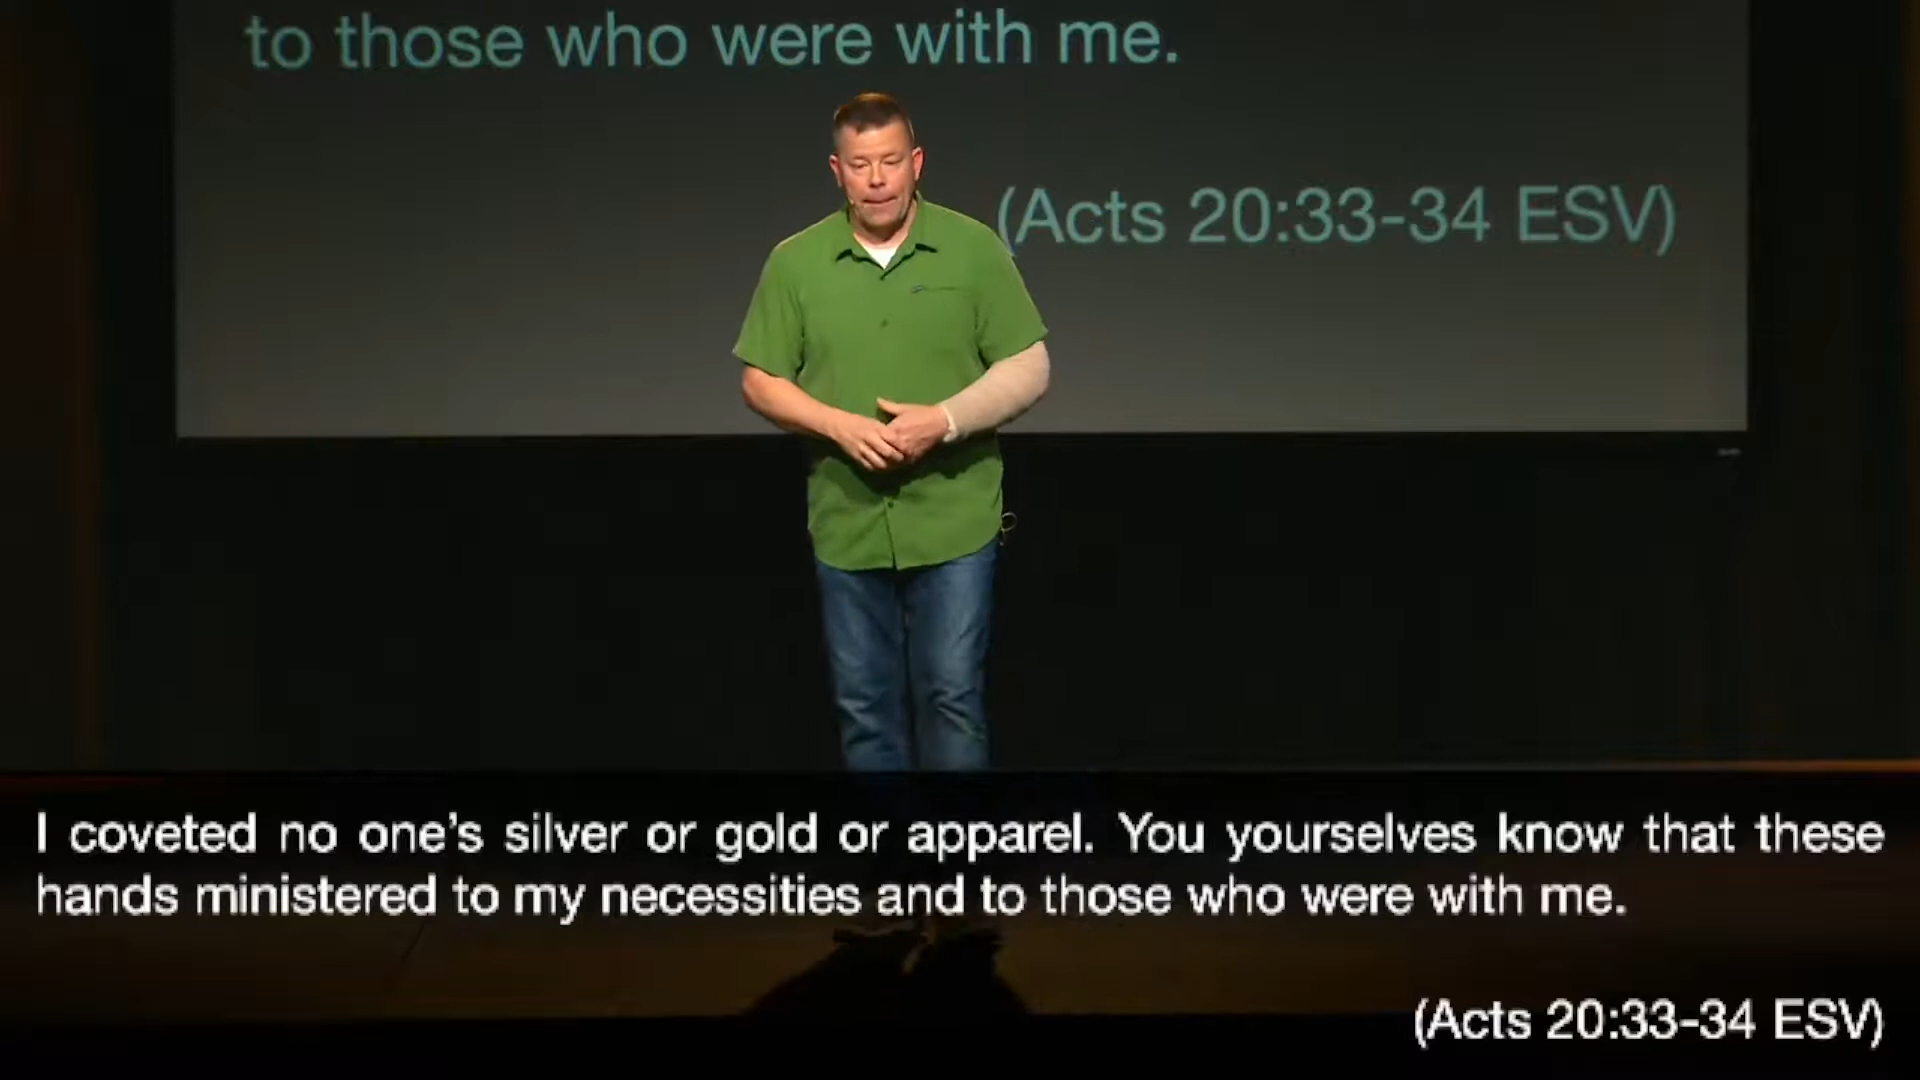 to those who were with me.
(Acts 20:33-34 ESV)
I coveted no one's silver or gold or apparel. You yourselves know that these
hands ministered to my necessities and to those who were with me.
(Acts 20:33-34 ESV)